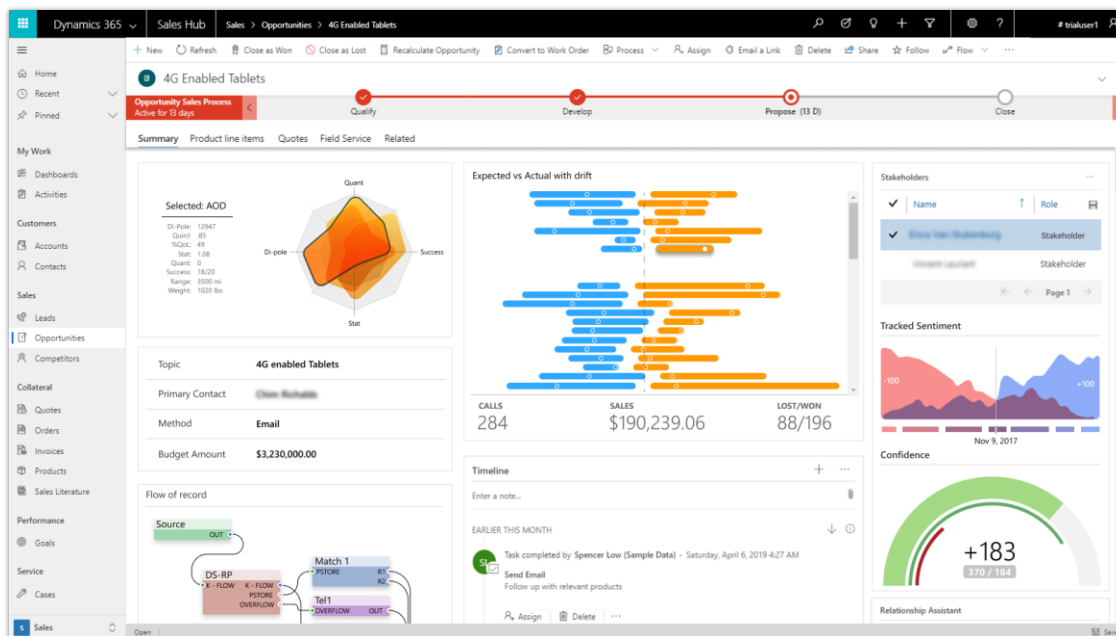 Dynamics 365
Sales Hub
Sales > Opportunities > 4G Enabled Tablets
# trialuser1
New
Refresh
Close as Won
Close as Lost
Recalculate Opportunity
Convert to Work Order
Process
Assign
Email a Link
Delete
Share
Follow
Flow
Home
Recent
Pinned
My Work
Dashboards
Activities
Customers
Accounts
Contacts
Sales
Leads
Opportunities
Competitors
Collateral
Quotes
Orders
Invoices
Products
Sales Literature
Performance
Goals
Service
Cases
S Sales
4G Enabled Tablets
Opportunity Sales Process
Active for 13 days
Qualify
Develop
Propose (13 D)
Close
Summary
Product line items
Quotes
Field Service
Related
Selected: AOD
Di-Pole: 12947
QuinJ: .85
%QoL: 49
Stat: 1.08
Quant: 0
Success: 18/20
Range: 3500 mi
Weight: 1020 lbs
Quant
Di-pole
Success
Stat
Topic 4G enabled Tablets
Primary Contact
Method Email
Budget Amount $3,230,000.00
Flow of record
Source
OUT
DS-RP
K - FLOW K - FLOW
PSTORE
OVERFLOW
Match 1
PSTORE R1
R2
Tel1
OVERFLOW OUT
Expected vs Actual with drift
CALLS
284
SALES
$190,239.06
LOST/WON
88/196
Timeline
Enter a note...
EARLIER THIS MONTH
SL
Task completed by Spencer Low (Sample Data) - Saturday, April 6, 2019 4:27 AM
Send Email
Follow up with relevant products
Assign
Delete
Stakeholders
Name
Role
Stakeholder
Stakeholder
Page 1
Tracked Sentiment
-100
+100
Nov 9, 2017
Confidence
+183
370 / 184
Relationship Assistant
Open